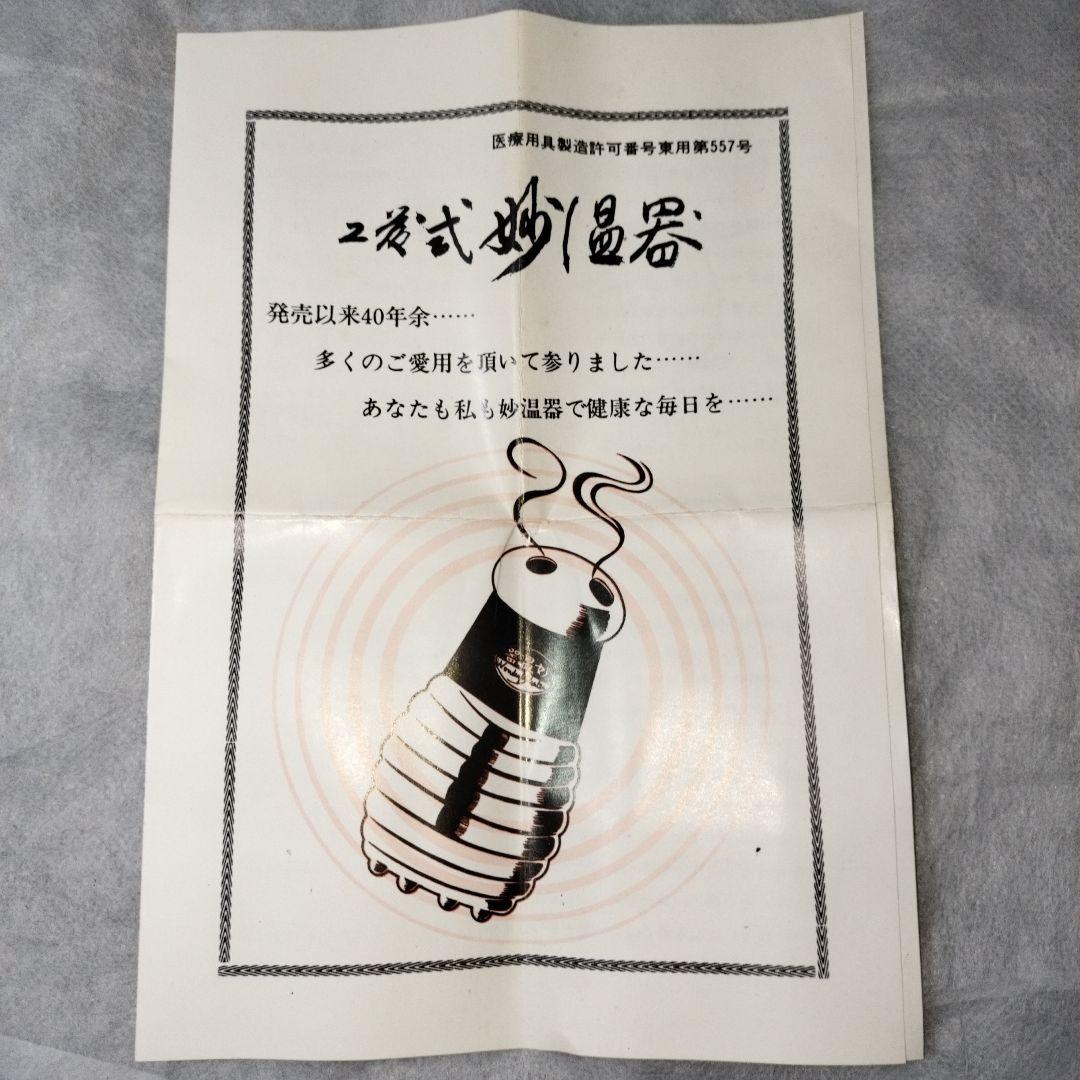 医療用具製造許可番号東用第557号
式妙温器
発売以来40年余……
多くのご愛用を頂いて参りました……
あなたも私も妙温器で健康な毎日を……